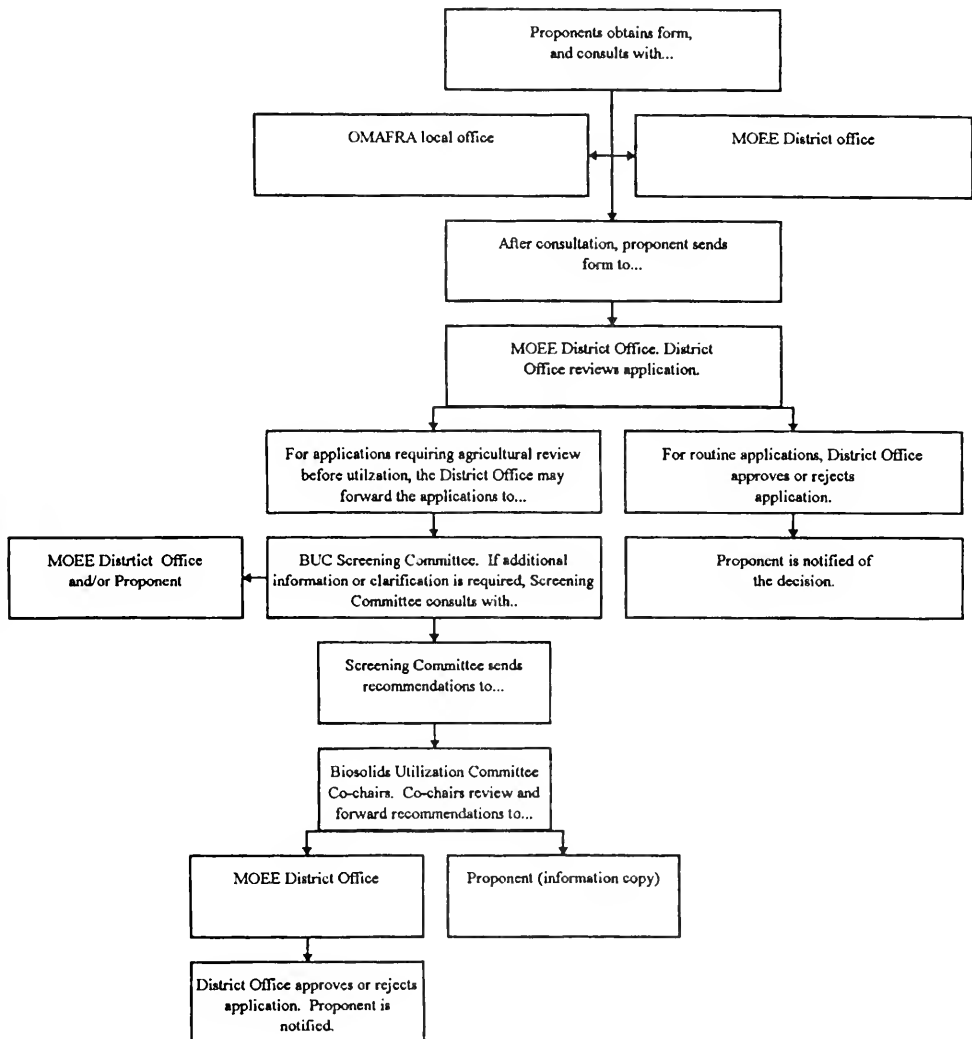 Proponents obtains form,
and consults with...
OMAFRA local office
MOEE District office
After consultation, proponent sends
form to...
MOEE District Office. District
Office reviews application.
For applications requiring agricultural review
before utilzation, the District Office may
forward the applications to...
For routine applications, District Office
approves or rejects
application.
MOEE Distrtict Office
and/or Proponent
BUC Screening Committee. If additional
information or clarification is required, Screening
Committee consults with..
Proponent is notified of
the decision.
Screening Committee sends
recommendations to...
Biosolids Utilization Committee
Co-chairs. Co-chairs review and
forward recommendations to...
MOEE District Office
Proponent (information copy)
District Office approves or rejects
application. Proponent is
notified.